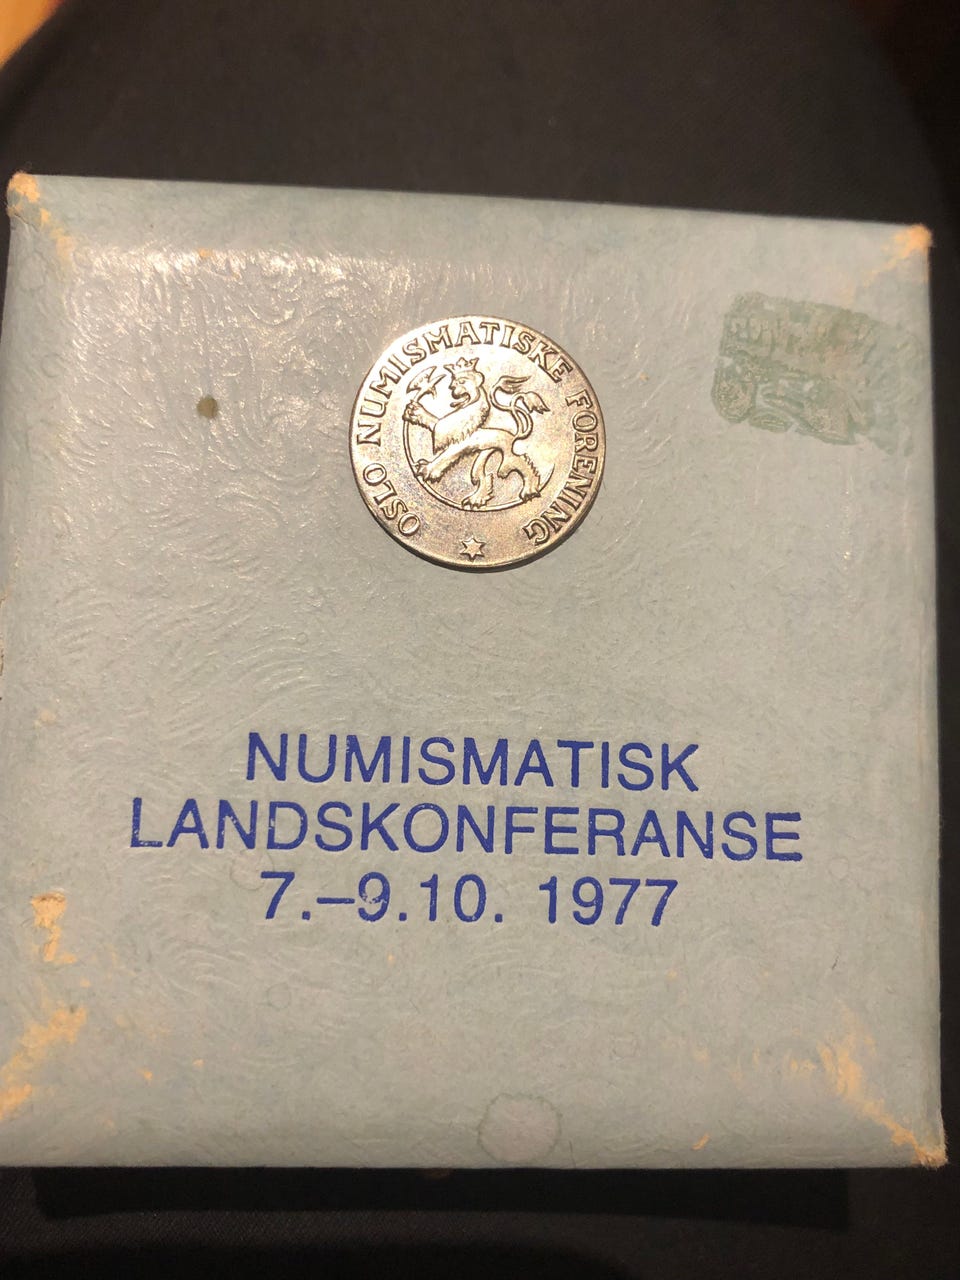 OSLO NUMISMATISKE FORENING
NUMISMATISK
LANDSKONFERANSE
7.–9.10. 1977